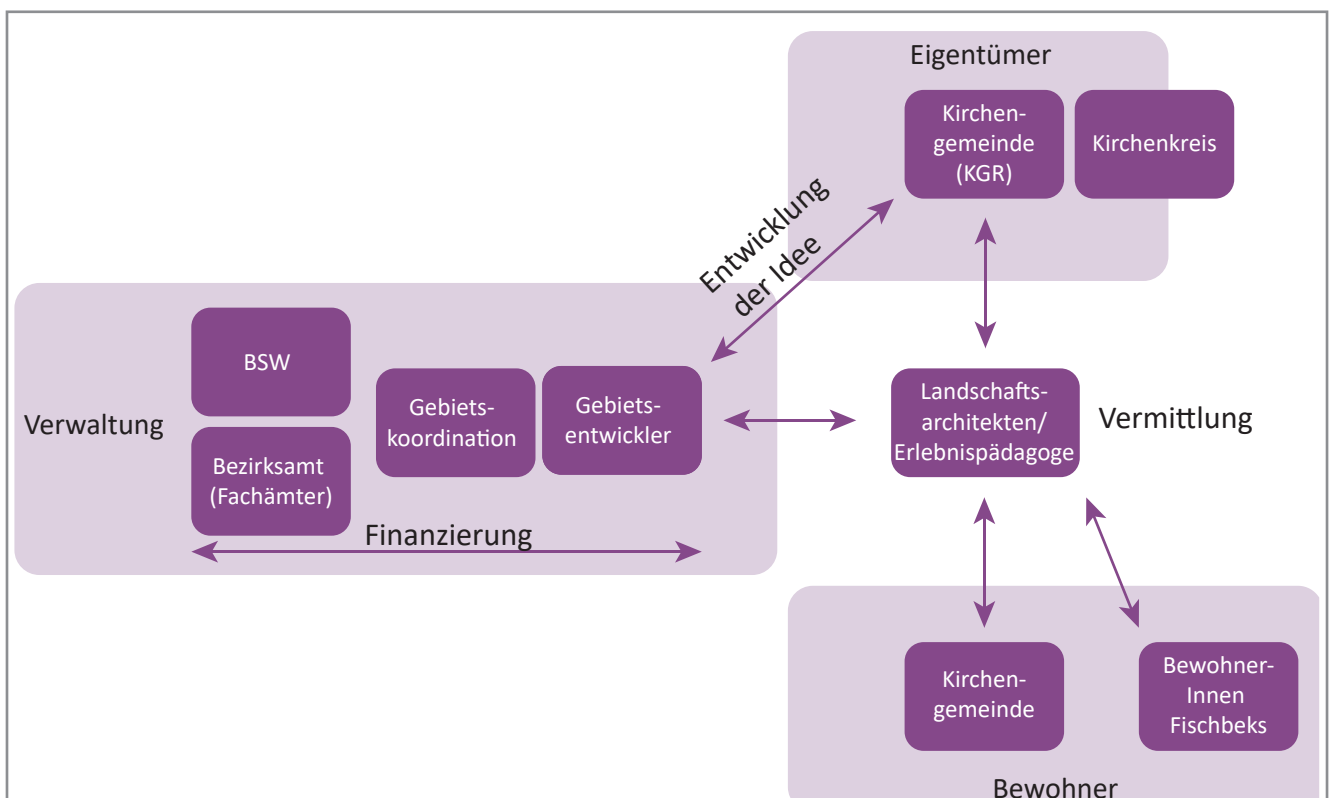 Eigentümer
Kirchen-
gemeinde
(KGR)
Kirchenkreis
Entwicklung
der Idee
Verwaltung
BSW
Bezirksamt
(Fachämter)
Gebiets-
koordination
Gebiets-
entwickler
Finanzierung
Landschafts-
architekten/
Erlebnispädagoge
Vermittlung
Kirchen-
gemeinde
Bewohner-
Innen
Fischbeks
Bewohner